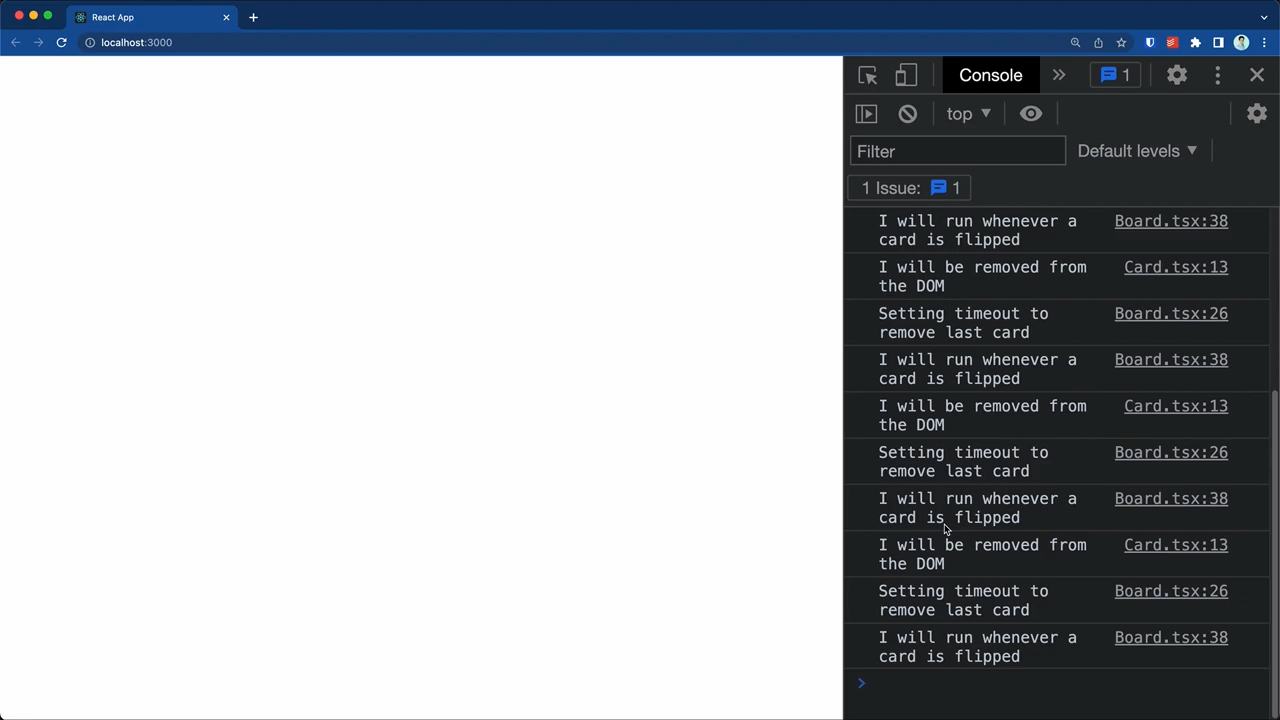 React App
localhost:3000
Console
1
top
Filter
Default levels
1 Issue: 1
I will run whenever a Board.tsx:38
card is flipped
I will be removed from Card.tsx:13
the DOM
Setting timeout to Board.tsx:26
remove last card
I will run whenever a Board.tsx:38
card is flipped
I will be removed from Card.tsx:13
the DOM
Setting timeout to Board.tsx:26
remove last card
I will run whenever a Board.tsx:38
card is flipped
I will be removed from Card.tsx:13
the DOM
Setting timeout to Board.tsx:26
remove last card
I will run whenever a Board.tsx:38
card is flipped